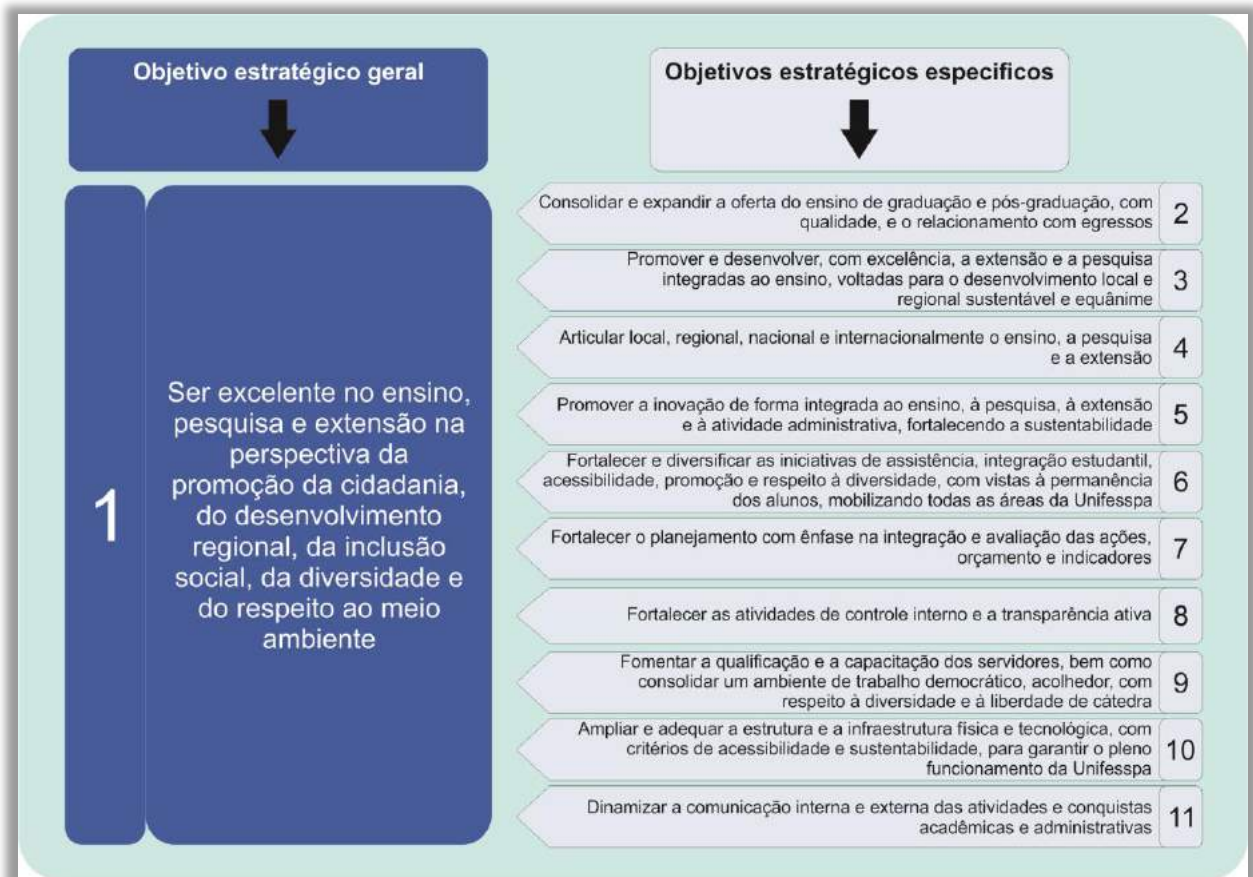 Objetivo estratégico geral
1
Ser excelente no ensino,
pesquisa e extensão na
perspectiva da
promoção da cidadania,
do desenvolvimento
regional, da inclusão
social, da diversidade e
do respeito ao meio
ambiente
Objetivos estratégicos especificos
Consolidar e expandir a oferta do ensino de graduação e pós-graduação, com
qualidade, e o relacionamento com egressos
2
Promover e desenvolver, com excelência, a extensão e a pesquisa
integradas ao ensino, voltadas para o desenvolvimento local e
regional sustentável e equânime
3
Articular local, regional, nacional e internacionalmente o ensino, a pesquisa
e a extensão
4
Promover a inovação de forma integrada ao ensino, à pesquisa, à extensão
e à atividade administrativa, fortalecendo a sustentabilidade
5
Fortalecer e diversificar as iniciativas de assistência, integração estudantil,
acessibilidade, promoção e respeito à diversidade, com vistas à permanência
dos alunos, mobilizando todas as áreas da Unifesspa
6
Fortalecer o planejamento com ênfase na integração e avaliação das ações,
orçamento e indicadores
7
Fortalecer as atividades de controle interno e a transparência ativa
8
Fomentar a qualificação e a capacitação dos servidores, bem como
consolidar um ambiente de trabalho democrático, acolhedor, com
respeito à diversidade e à liberdade de cátedra
9
Ampliar e adequar a estrutura e a infraestrutura física e tecnológica, com
critérios de acessibilidade e sustentabilidade, para garantir o pleno
funcionamento da Unifesspa
10
Dinamizar a comunicação interna e externa das atividades e conquistas
acadêmicas e administrativas
11